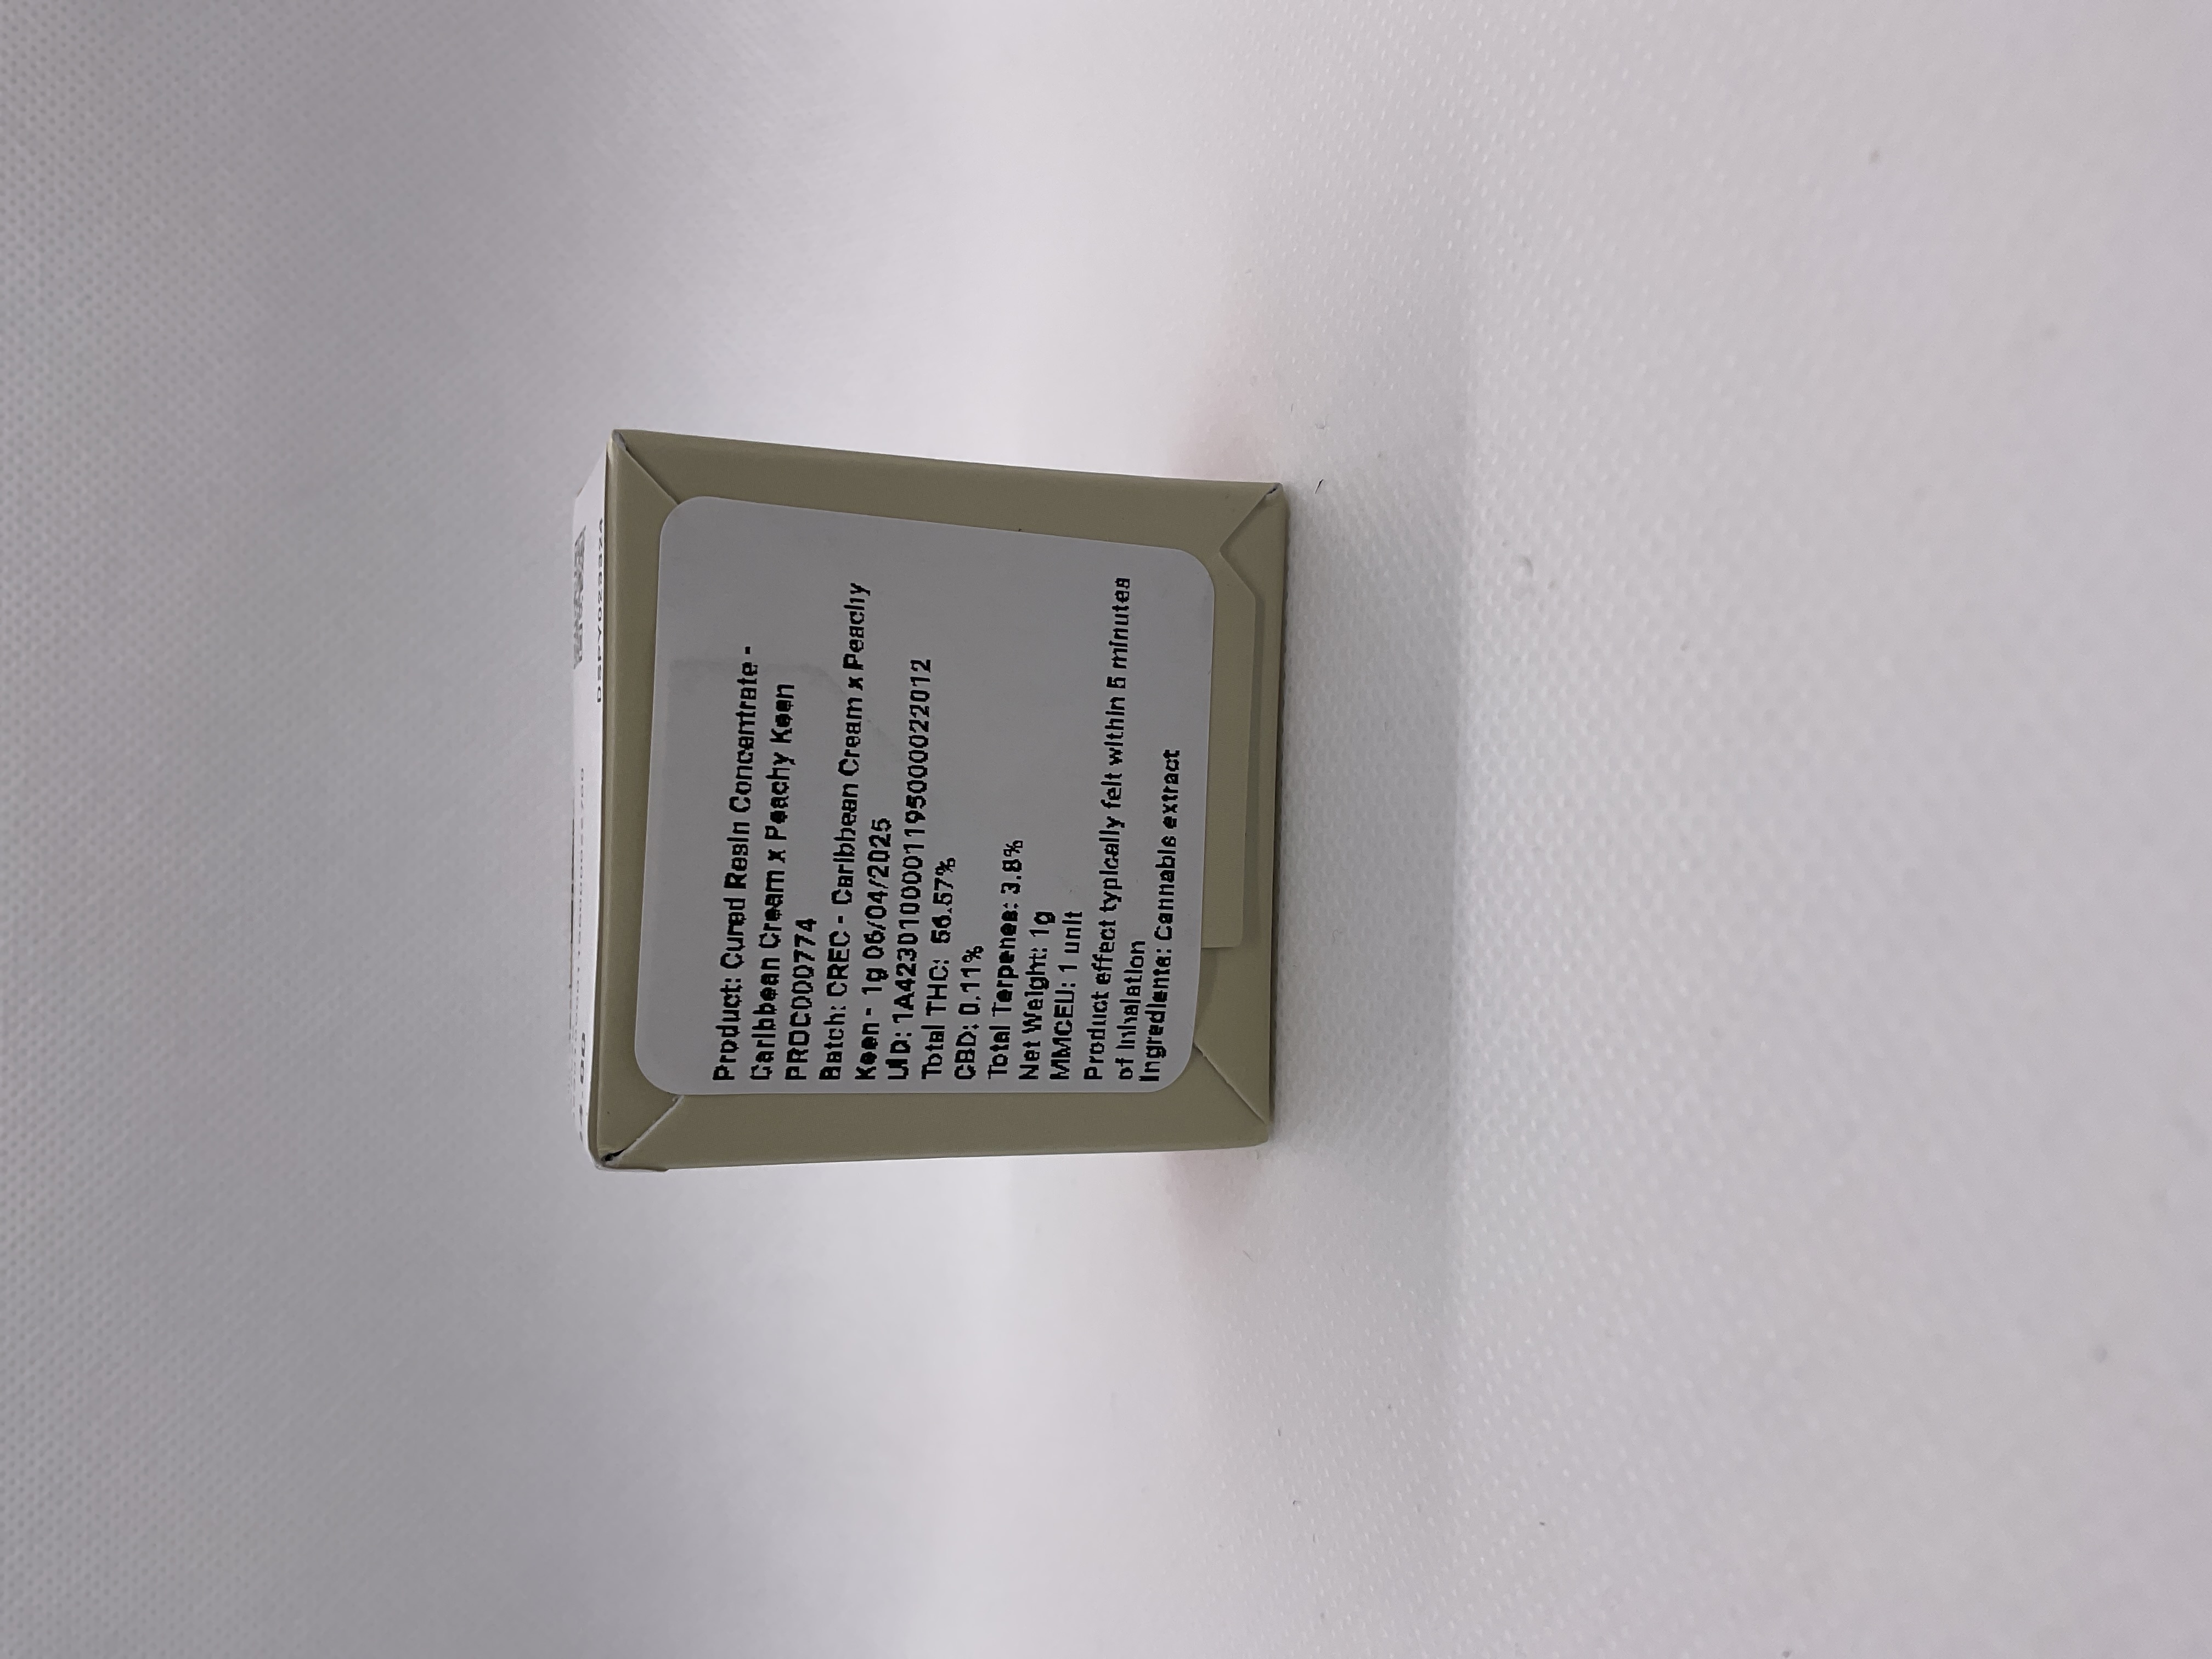 Product: Cured Resin Concentrate -
Caribbean Cream x Peachy Keen
PROC000774
Batch: CREC - Caribbean Cream x Peachy
Keen - 1g 06/04/2025
UID: 1A4230100001195000022012
Total THC: 56.57%
CBD: 0.11%
Total Terpenes: 3.8%
Net Weight: 1g
MMCEU: 1 unit
Product effect typically felt within 5 minutes
of inhalation
Ingredients: Cannabis extract